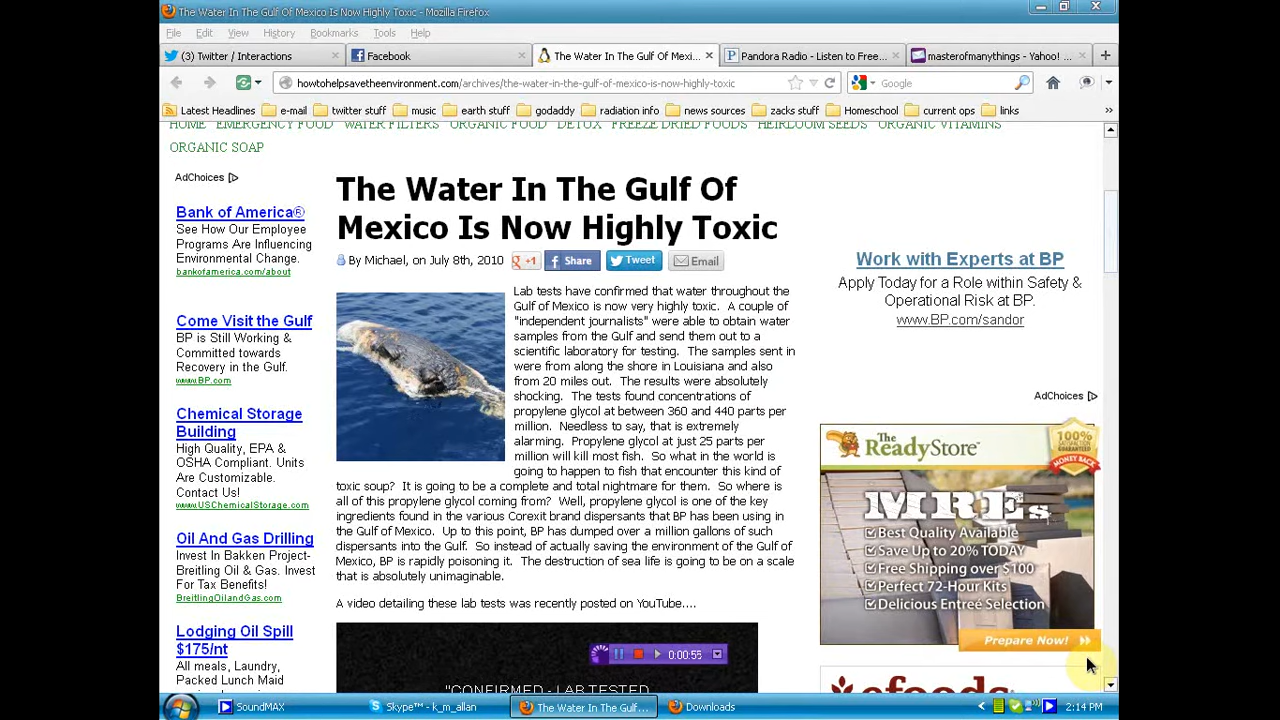 The Water In The Gulf Of Mexico Is Now Highly Toxic - Mozilla Firefox
File Edit View History Bookmarks Tools Help
(3) Twitter / Interactions
Facebook
The Water In The Gulf Of Mexi...
Pandora Radio - Listen to Free...
masterofmanythings - Yahoo! ...
howtohelpsavetheenvironment.com/archives/the-water-in-the-gulf-of-mexico-is-now-highly-toxic
Google
Latest Headlines e-mail twitter stuff music earth stuff godaddy radiation info news sources zacks stuff Homeschool current ops links
HOME EMERGENCY FOOD WATER FILTERS ORGANIC FOOD DETOX FREEZE DRIED FOODS HEIRLOOM SEEDS ORGANIC VITAMINS
ORGANIC SOAP
AdChoices
Bank of America®
See How Our Employee
Programs Are Influencing
Environmental Change.
bankofamerica.com/about
Come Visit the Gulf
BP is Still Working &
Committed towards
Recovery in the Gulf.
www.BP.com
Chemical Storage
Building
High Quality, EPA &
OSHA Compliant. Units
Are Customizable.
Contact Us!
www.USChemicalStorage.com
Oil And Gas Drilling
Invest In Bakken Project-
Breitling Oil & Gas. Invest
For Tax Benefits!
BreitlingOilandGas.com
Lodging Oil Spill
$175/nt
All meals, Laundry,
Packed Lunch Maid
The Water In The Gulf Of
Mexico Is Now Highly Toxic
By Michael, on July 8th, 2010
+1
Share
Tweet
Email
Lab tests have confirmed that water throughout the
Gulf of Mexico is now very highly toxic. A couple of
"independent journalists" were able to obtain water
samples from the Gulf and send them out to a
scientific laboratory for testing. The samples sent in
were from along the shore in Louisiana and also
from 20 miles out. The results were absolutely
shocking. The tests found concentrations of
propylene glycol at between 360 and 440 parts per
million. Needless to say, that is extremely
alarming. Propylene glycol at just 25 parts per
million will kill most fish. So what in the world is
going to happen to fish that encounter this kind of
toxic soup? It is going to be a complete and total nightmare for them. So where is
all of this propylene glycol coming from? Well, propylene glycol is one of the key
ingredients found in the various Corexit brand dispersants that BP has been using in
the Gulf of Mexico. Up to this point, BP has dumped over a million gallons of such
dispersants into the Gulf. So instead of actually saving the environment of the Gulf of
Mexico, BP is rapidly poisoning it. The destruction of sea life is going to be on a scale
that is absolutely unimaginable.
A video detailing these lab tests was recently posted on YouTube....
0:00:55
"CONFIRMED - LAB TESTED
Work with Experts at BP
Apply Today for a Role within Safety &
Operational Risk at BP.
www.BP.com/sandor
AdChoices
The ReadyStore
100%
SATISFACTION
GUARANTEED
MONEY BACK
MREs
Best Quality Available
Save Up to 20% TODAY
Free Shipping over $100
Perfect 72-Hour Kits
Delicious Entreé Selection
Prepare Now!
efoods
SoundMAX
Skype™ - k_m_allan
The Water In The Gulf...
Downloads
2:14 PM